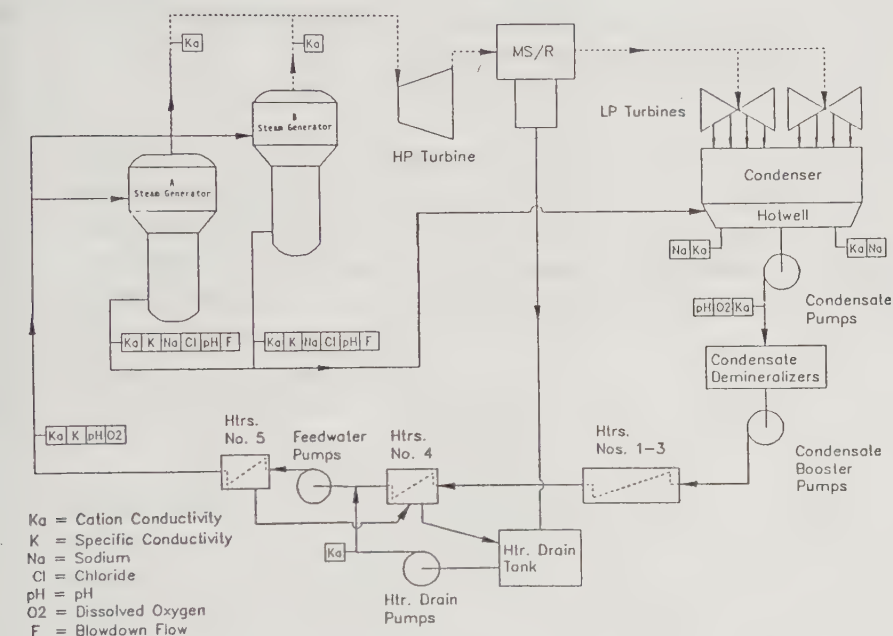 Ka
Ka
MS/R
LP Turbines
HP Turbine
B
Steam Generator
A
Steam Generator
Condenser
Hotwell
Na Ka
Ka Na
pH O2 Ka
Condensate
Pumps
Condensate
Demineralizers
Condensate
Booster
Pumps
Ka K Na Cl pH F
Ka K Na Cl pH F
Ka K pH O2
Htrs.
No. 5
Feedwater
Pumps
Htrs.
No. 4
Htrs.
Nos. 1-3
Ka
Htr. Drain
Tank
Htr. Drain
Pumps
Ka = Cation Conductivity
K = Specific Conductivity
Na = Sodium
Cl = Chloride
pH = pH
O2 = Dissolved Oxygen
F = Blowdown Flow